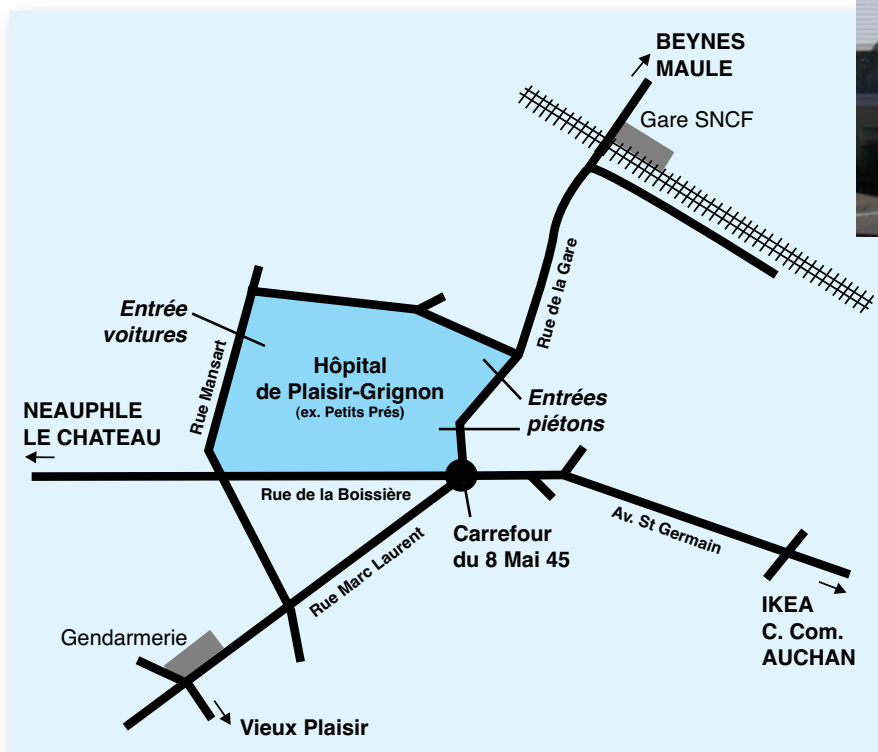 BEYNES
MAULE
Gare SNCF
Rue de la Gare
Entrée
voitures
Rue Mansart
Hôpital
de Plaisir-Grignon
(ex. Petits Prés)
Entrées
piétons
NEAUPHLE
LE CHATEAU
Rue de la Boissière
Av. St Germain
Carrefour
du 8 Mai 45
Rue Marc Laurent
IKEA
C. Com.
AUCHAN
Gendarmerie
Vieux Plaisir